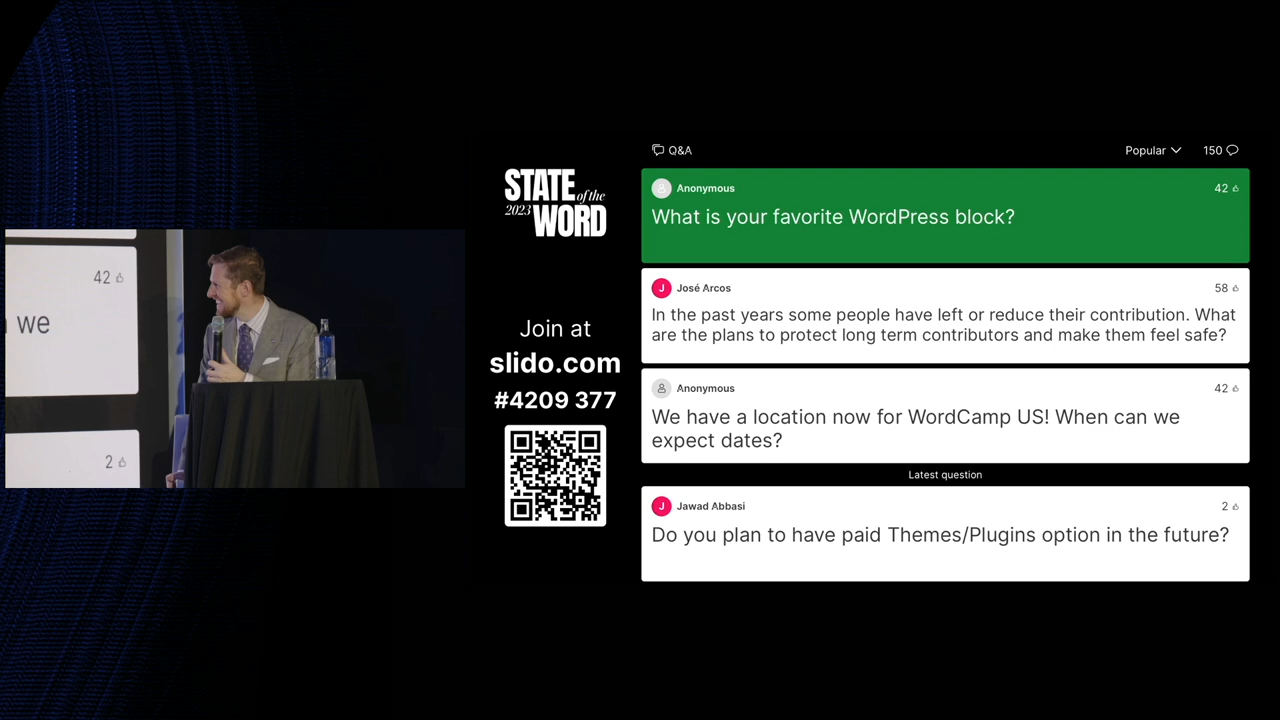 42
we
2
STATE of the
2023 WORD
Join at
slido.com
#4209 377
Q&A
Popular
150
Anonymous
42
What is your favorite WordPress block?
J
José Arcos
58
In the past years some people have left or reduce their contribution. What
are the plans to protect long term contributors and make them feel safe?
Anonymous
42
We have a location now for WordCamp US! When can we
expect dates?
Latest question
J
Jawad Abbasi
2
Do you plan to have paid Themes/Plugins option in the future?